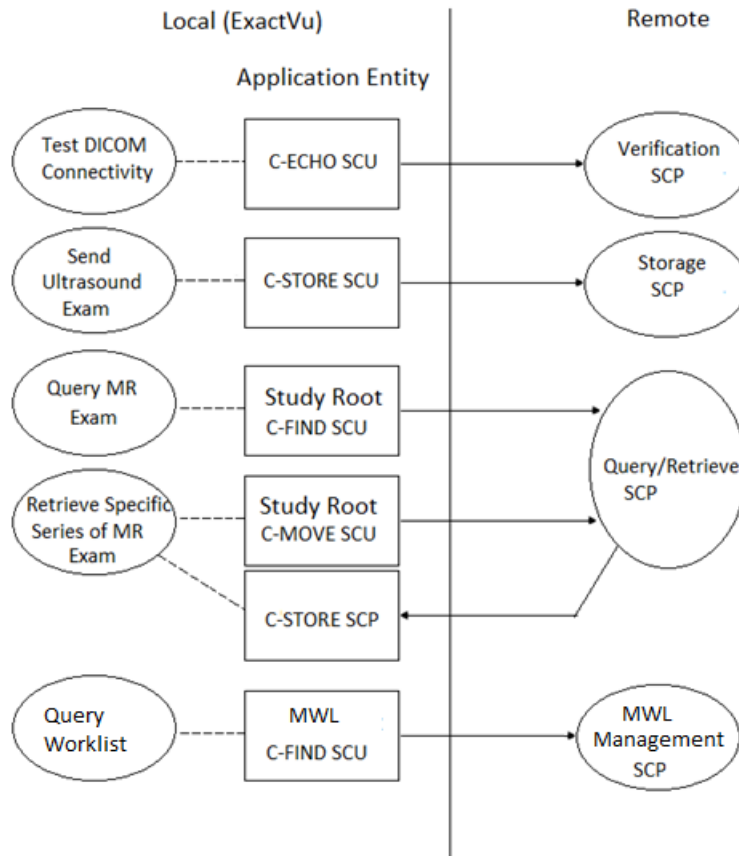 Local (ExactVu)
Remote
Application Entity
Test DICOM
Connectivity
C-ECHO SCU
Verification
SCP
Send
Ultrasound
Exam
C-STORE SCU
Storage
SCP
Query MR
Exam
Study Root
C-FIND SCU
Query/Retrieve
SCP
Retrieve Specific
Series of MR
Exam
Study Root
C-MOVE SCU
C-STORE SCP
Query
Worklist
MWL
C-FIND SCU
MWL
Management
SCP